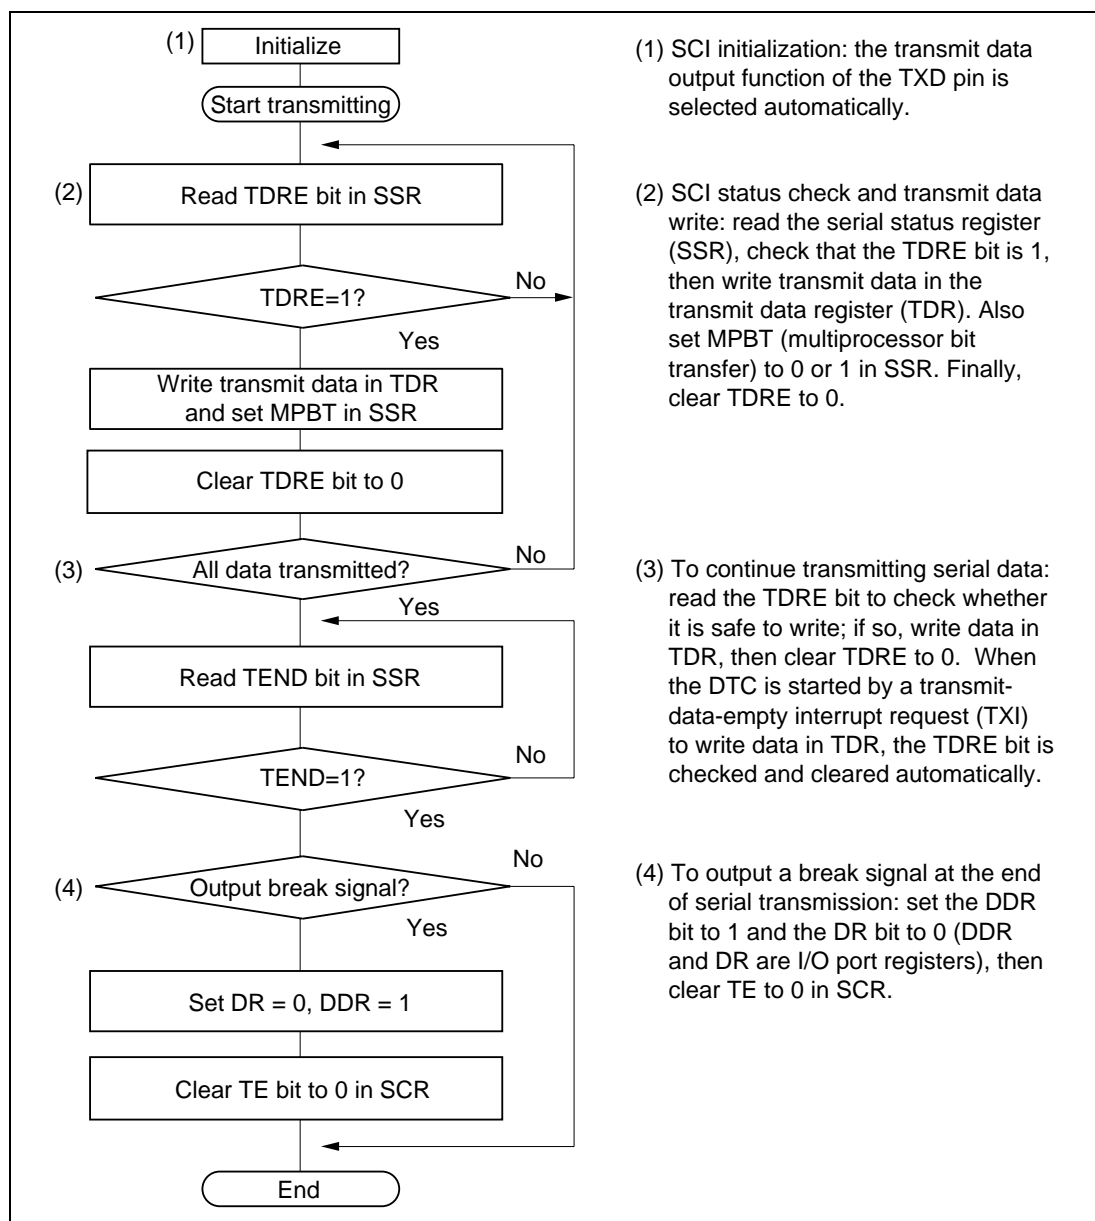 (1) Initialize
Start transmitting
(2) Read TDRE bit in SSR
TDRE=1?
No
Yes
Write transmit data in TDR
and set MPBT in SSR
Clear TDRE bit to 0
(3) All data transmitted?
No
Yes
Read TEND bit in SSR
TEND=1?
No
Yes
(4) Output break signal?
No
Yes
Set DR = 0, DDR = 1
Clear TE bit to 0 in SCR
End
(1) SCI initialization: the transmit data
output function of the TXD pin is
selected automatically.
(2) SCI status check and transmit data
write: read the serial status register
(SSR), check that the TDRE bit is 1,
then write transmit data in the
transmit data register (TDR). Also
set MPBT (multiprocessor bit
transfer) to 0 or 1 in SSR. Finally,
clear TDRE to 0.
(3) To continue transmitting serial data:
read the TDRE bit to check whether
it is safe to write; if so, write data in
TDR, then clear TDRE to 0. When
the DTC is started by a transmit-
data-empty interrupt request (TXI)
to write data in TDR, the TDRE bit is
checked and cleared automatically.
(4) To output a break signal at the end
of serial transmission: set the DDR
bit to 1 and the DR bit to 0 (DDR
and DR are I/O port registers), then
clear TE to 0 in SCR.